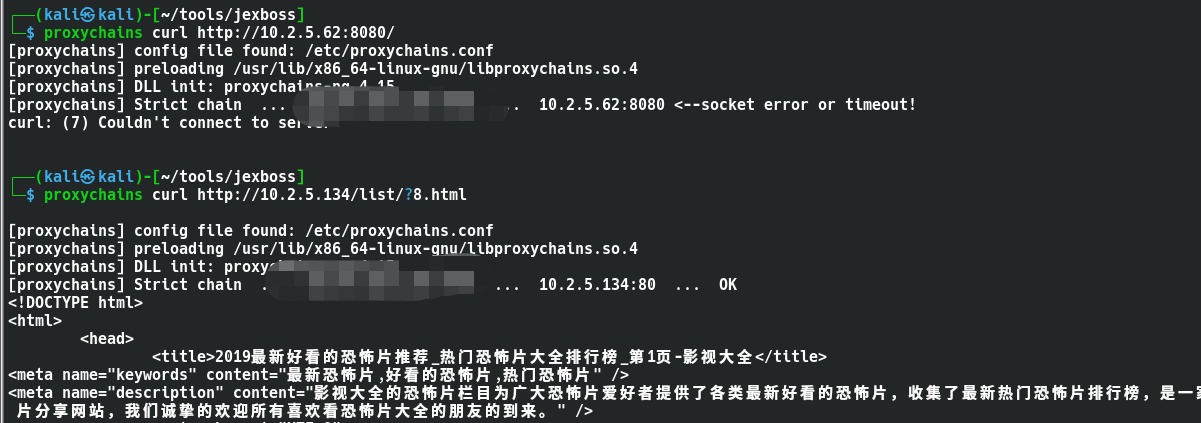 ┌──(kali㉿kali)-[~/tools/jexboss]
└─$ proxychains curl http://10.2.5.62:8080/
[proxychains] config file found: /etc/proxychains.conf
[proxychains] preloading /usr/lib/x86_64-linux-gnu/libproxychains.so.4
[proxychains] DLL init: proxychains-ng 4.15
[proxychains] Strict chain ... ... 10.2.5.62:8080 <--socket error or timeout!
curl: (7) Couldn't connect to server
┌──(kali㉿kali)-[~/tools/jexboss]
└─$ proxychains curl http://10.2.5.134/list/?8.html
[proxychains] config file found: /etc/proxychains.conf
[proxychains] preloading /usr/lib/x86_64-linux-gnu/libproxychains.so.4
[proxychains] DLL init:
[proxychains] Strict chain ... 10.2.5.134:80 ... OK
<!DOCTYPE html>
<html>
<head>
<title>2019最新好看的恐怖片推荐_热门恐怖片大全排行榜_第1页-影视大全</title>
<meta name="keywords" content="最新恐怖片,好看的恐怖片,热门恐怖片" />
<meta name="description" content="影视大全的恐怖片栏目为广大恐怖片爱好者提供了各类最新好看的恐怖片，收集了最新热门恐怖片排行榜，是一家
片分享网站，我们诚挚的欢迎所有喜欢看恐怖片大全的朋友的到来。" />